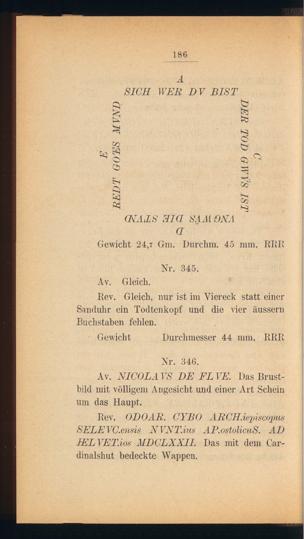 186
A
SICH WER DV BIST
DER TOD GWVS IST
C
VNGWVS DIE STVND
D
E
REDT GOES MVND
Gewicht 24,7 Gm. Durchm. 45 mm. RRR
Nr. 345.
Av. Gleich.
Rev. Gleich, nur ist im Viereck statt einer
Sanduhr ein Todtenkopf und die vier äussern
Buchstaben fehlen.
Gewicht Durchmesser 44 mm. RRR
Nr. 346.
Av. NICOLAVS DE FLVE. Das Brust-
bild mit völligem Angesicht und einer Art Schein
um das Haupt.
Rev. ODOAR. CYBO ARCH.iepiscopus
SELEVC.ensis NVNT.ius AP.ostolicuS. AD
HELVET.ios MDCLXXII. Das mit dem Car-
dinalshut bedeckte Wappen.